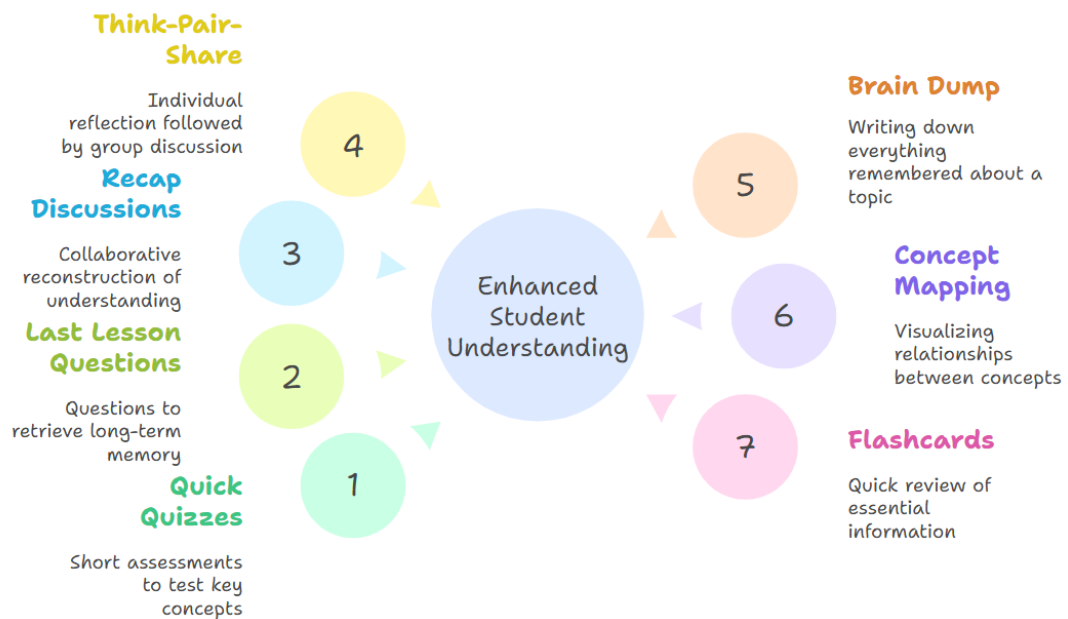 Think-Pair-
Share
Individual
reflection followed
by group discussion
4
Recap
Discussions
Collaborative
reconstruction of
understanding
3
Last Lesson
Questions
Questions to
retrieve long-term
memory
2
Quick
Quizzes
Short assessments
to test key
concepts
1
Enhanced
Student
Understanding
5
Brain Dump
Writing down
everything
remembered about a
topic
6
Concept
Mapping
Visualizing
relationships
between concepts
7
Flashcards
Quick review of
essential
information